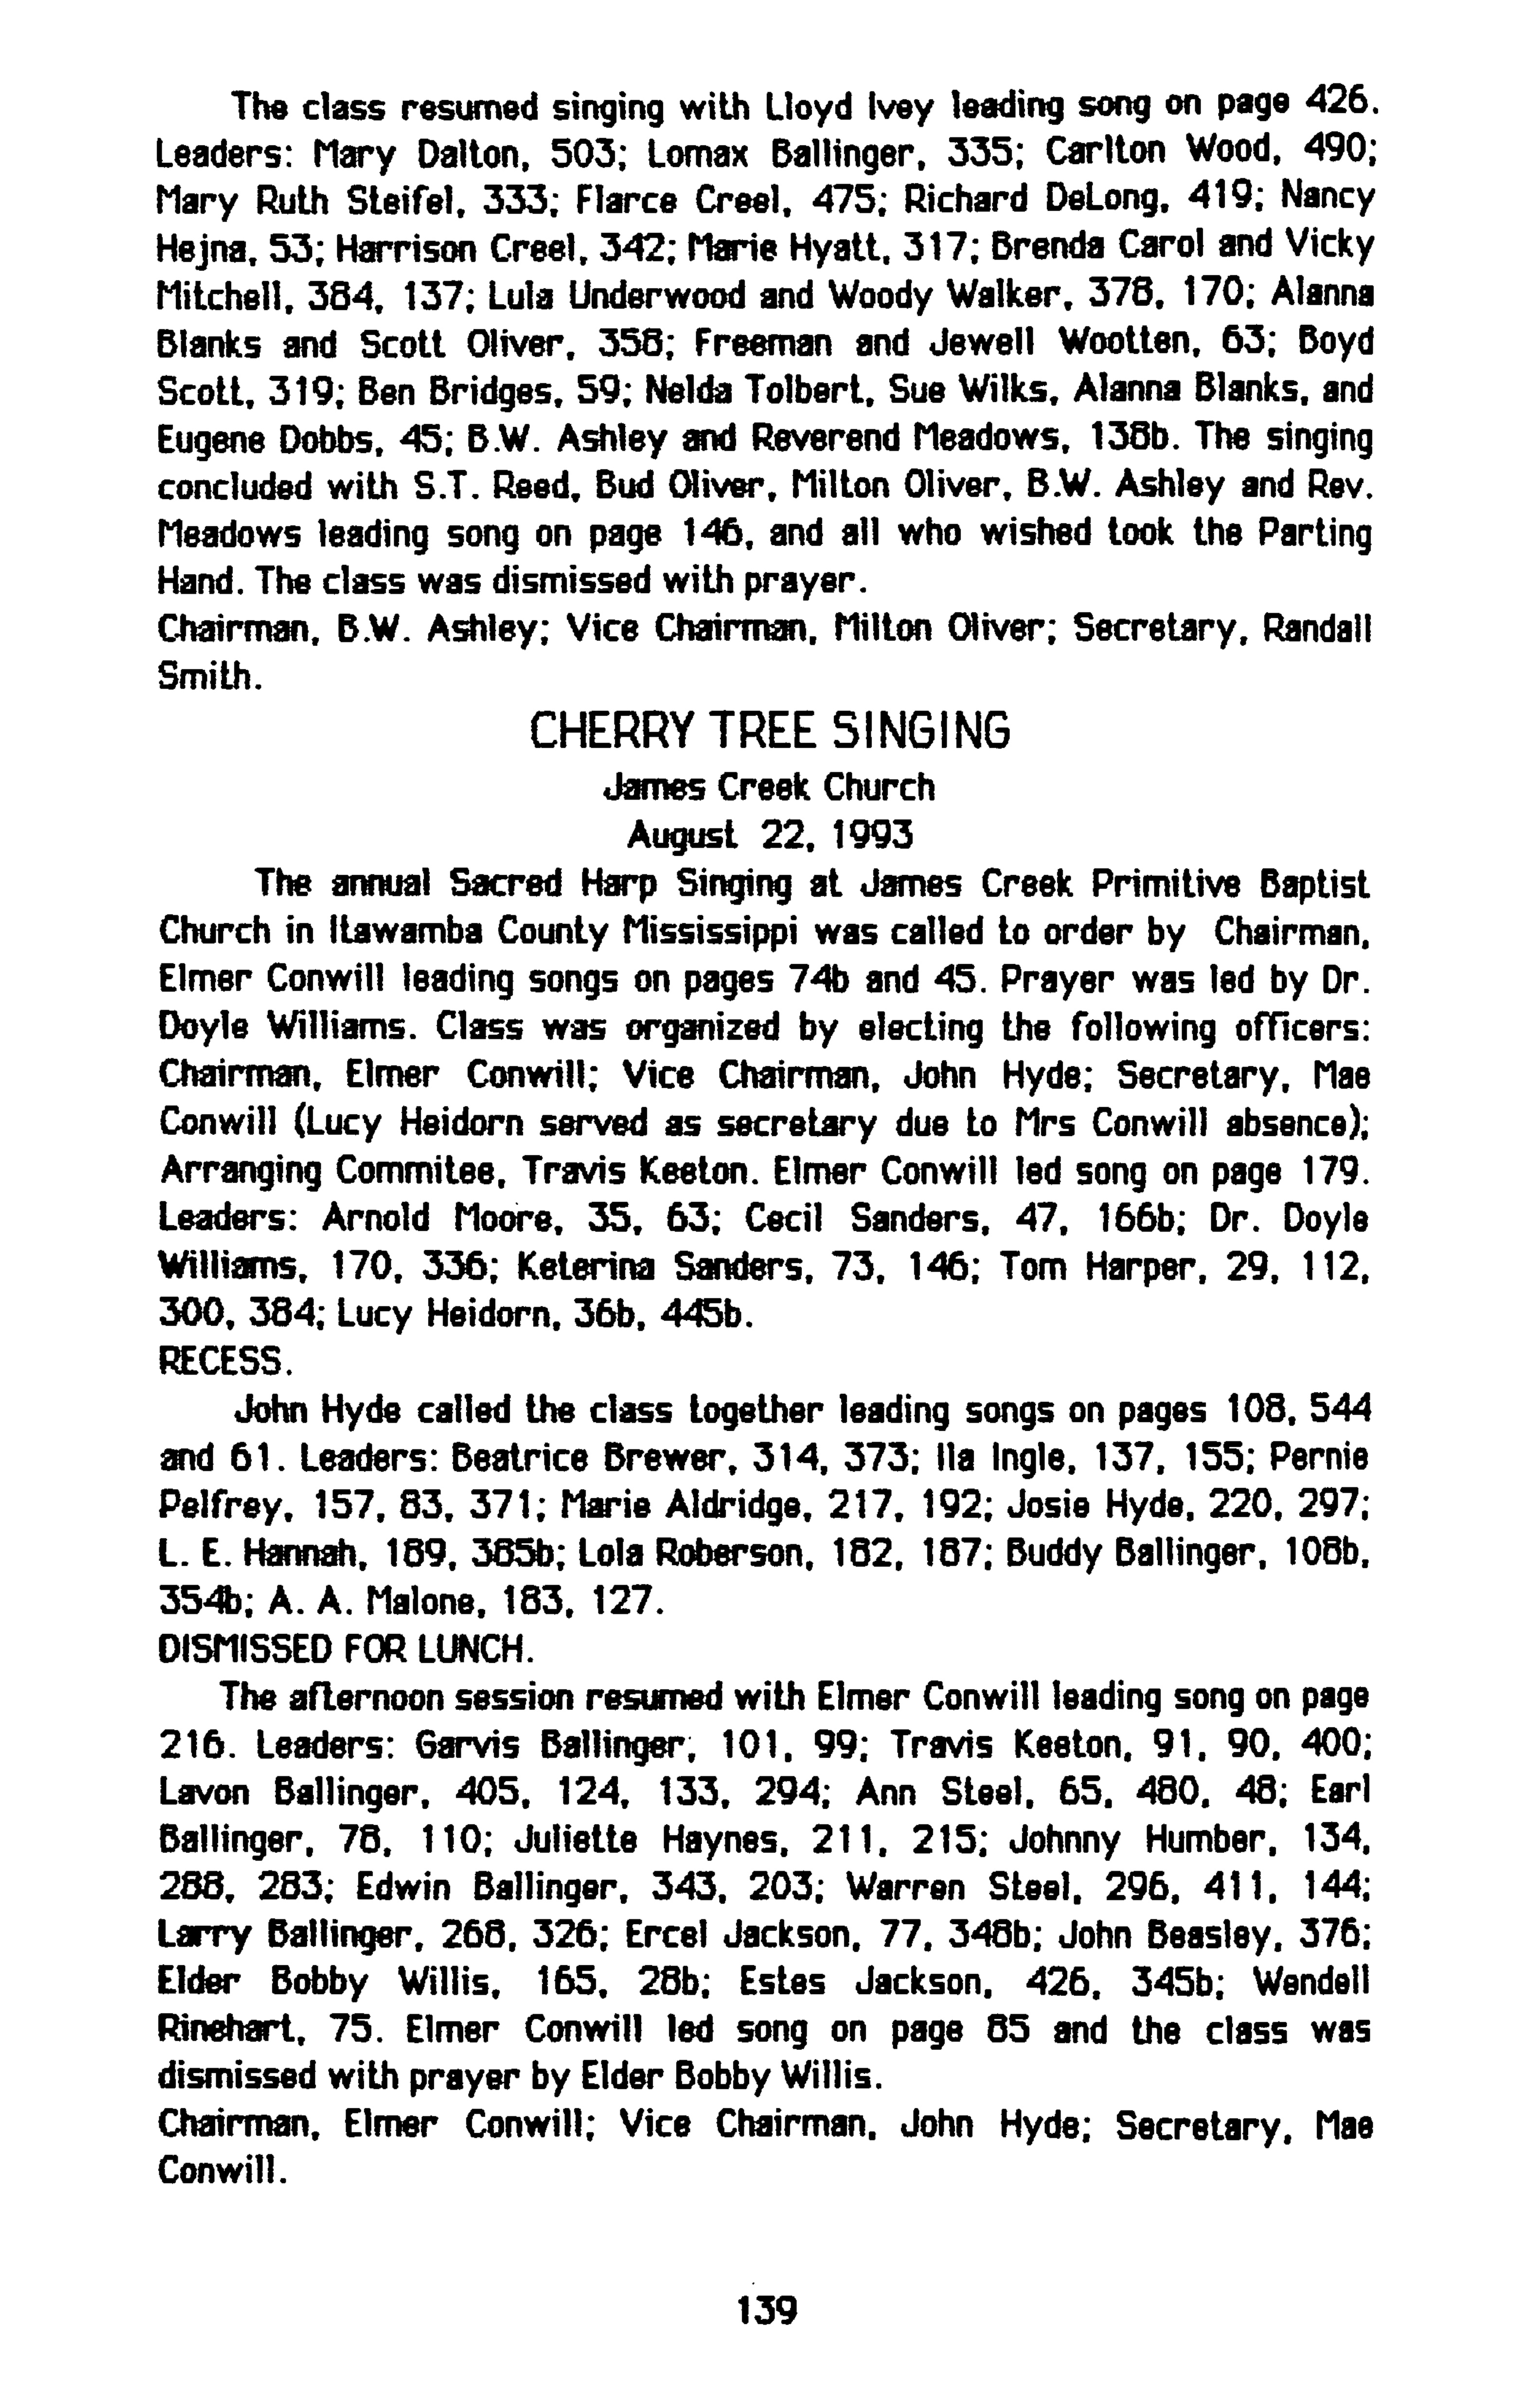 The class resumed singing with Lloyd Ivey leading song on page 426.
Leaders: Mary Dalton, 503; Lomax Ballinger, 335; Carlton Wood, 490;
Mary Ruth Steifel, 333; Flarce Creel, 475; Richard DeLong, 419; Nancy
Hejna, 53; Harrison Creel, 342; Marie Hyatt, 317; Brenda Carol and Vicky
Mitchell, 384, 137; Lula Underwood and Woody Walker, 378, 170; Alanna
Blanks and Scott Oliver, 358; Freeman and Jewell Wootten, 63; Boyd
Scott, 319; Ben Bridges, 59; Nelda Tolbert, Sue Wilks, Alanna Blanks, and
Eugene Dobbs, 45; B.W. Ashley and Reverend Meadows, 138b. The singing
concluded with S.T. Reed, Bud Oliver, Milton Oliver, B.W. Ashley and Rev.
Meadows leading song on page 146, and all who wished took the Parting
Hand. The class was dismissed with prayer.
Chairman, B.W. Ashley; Vice Chairman, Milton Oliver; Secretary, Randall
Smith.
CHERRY TREE SINGING
James Creek Church
August 22, 1993
The annual Sacred Harp Singing at James Creek Primitive Baptist
Church in Itawamba County Mississippi was called to order by Chairman,
Elmer Conwill leading songs on pages 74b and 45. Prayer was led by Dr.
Doyle Williams. Class was organized by electing the following officers:
Chairman, Elmer Conwill; Vice Chairman, John Hyde; Secretary, Mae
Conwill (Lucy Heidorn served as secretary due to Mrs Conwill absence);
Arranging Commitee, Travis Keeton. Elmer Conwill led song on page 179.
Leaders: Arnold Moore, 35, 63; Cecil Sanders, 47, 166b; Dr. Doyle
Williams, 170, 336; Keterina Sanders, 73, 146; Tom Harper, 29, 112,
300, 384; Lucy Heidorn, 36b, 445b.
RECESS.
John Hyde called the class together leading songs on pages 108, 544
and 61. Leaders: Beatrice Brewer, 314, 373; Ila Ingle, 137, 155; Pernie
Pelfrey, 157, 83, 371; Marie Aldridge, 217, 192; Josie Hyde, 220, 297;
L. E. Hannah, 189, 385b; Lola Roberson, 182, 187; Buddy Ballinger, 108b,
354b; A. A. Malone, 183, 127.
DISMISSED FOR LUNCH.
The afternoon session resumed with Elmer Conwill leading song on page
216. Leaders: Garvis Ballinger, 101, 99; Travis Keeton, 91, 90, 400;
Lavon Ballinger, 405, 124, 133, 294; Ann Steel, 65, 480, 48; Earl
Ballinger, 78, 110; Juliette Haynes, 211, 215; Johnny Humber, 134,
288, 283; Edwin Ballinger, 343, 203; Warren Steel, 296, 411, 144;
Larry Ballinger, 268, 326; Ercel Jackson, 77, 348b; John Beasley, 376;
Elder Bobby Willis, 165, 28b; Estes Jackson, 426, 345b; Wendell
Rinehart, 75. Elmer Conwill led song on page 85 and the class was
dismissed with prayer by Elder Bobby Willis.
Chairman, Elmer Conwill; Vice Chairman, John Hyde; Secretary, Mae
Conwill.
139